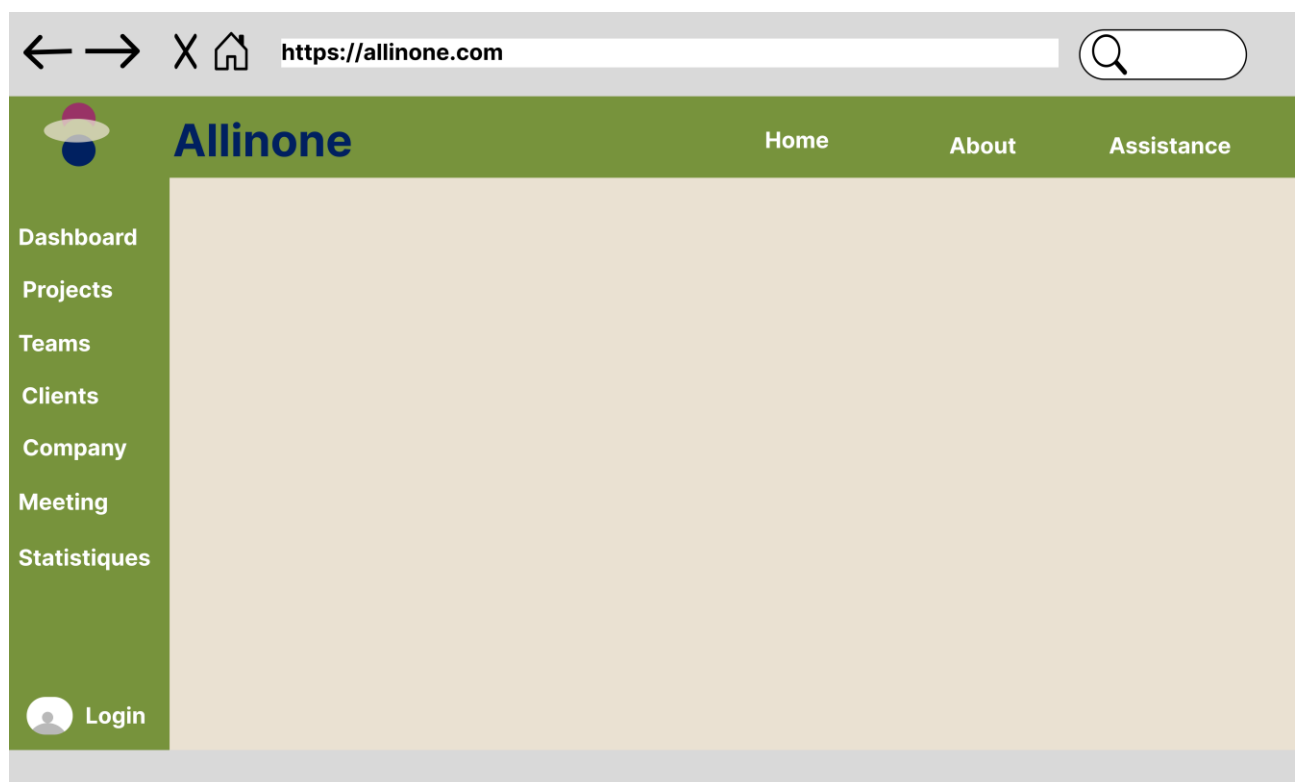 X
https://allinone.com
Allinone
Home
About
Assistance
Dashboard
Projects
Teams
Clients
Company
Meeting
Statistiques
Login